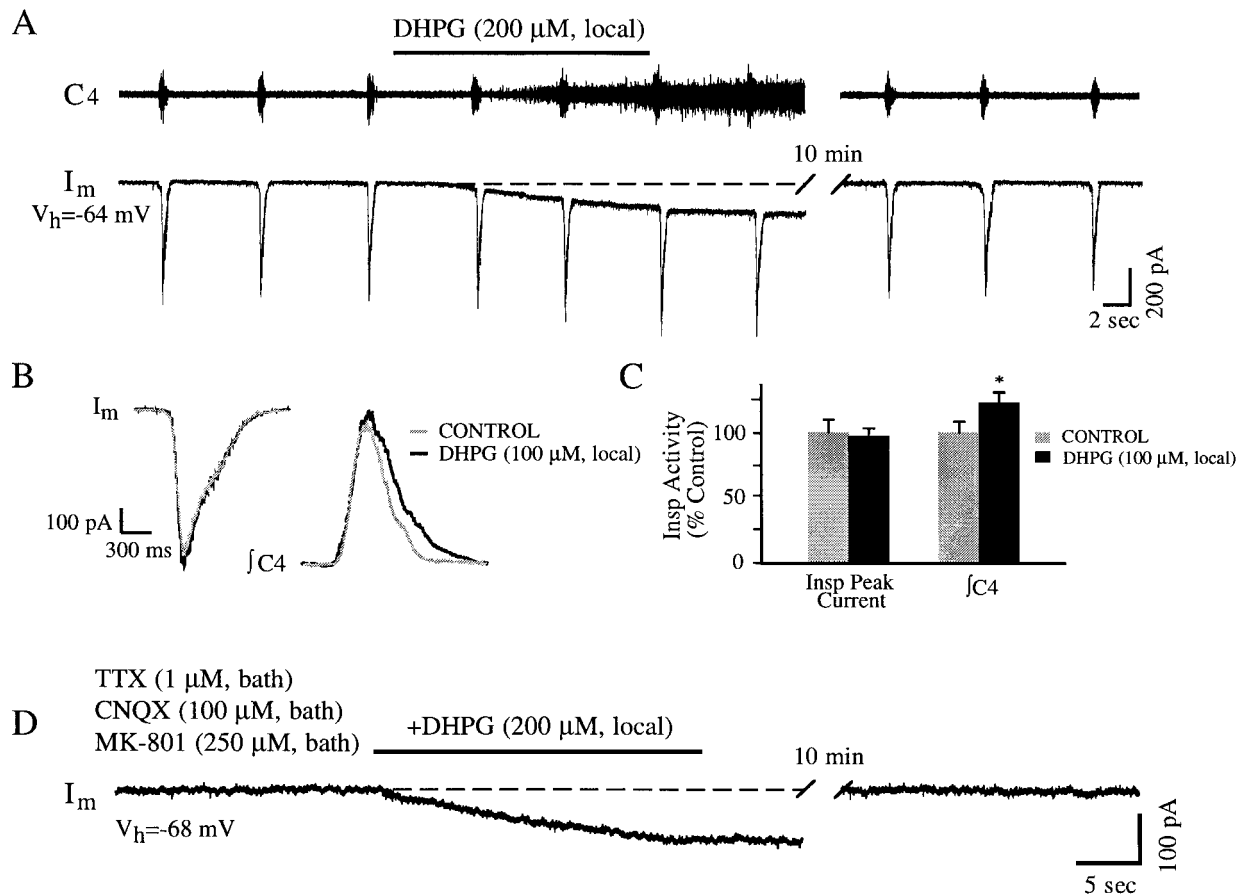 A
DHPG (200 μM, local)
C4
10 min
Im
Vh=-64 mV
200 pA
2 sec
B
Im
CONTROL
DHPG (100 μM, local)
100 pA
300 ms
∫C4
C
Insp Activity
(% Control)
100
50
0
*
Insp Peak
Current
∫C4
CONTROL
DHPG (100 μM, local)
TTX (1 μM, bath)
CNQX (100 μM, bath)
MK-801 (250 μM, bath)
D
+DHPG (200 μM, local)
10 min
Im
Vh=-68 mV
100 pA
5 sec